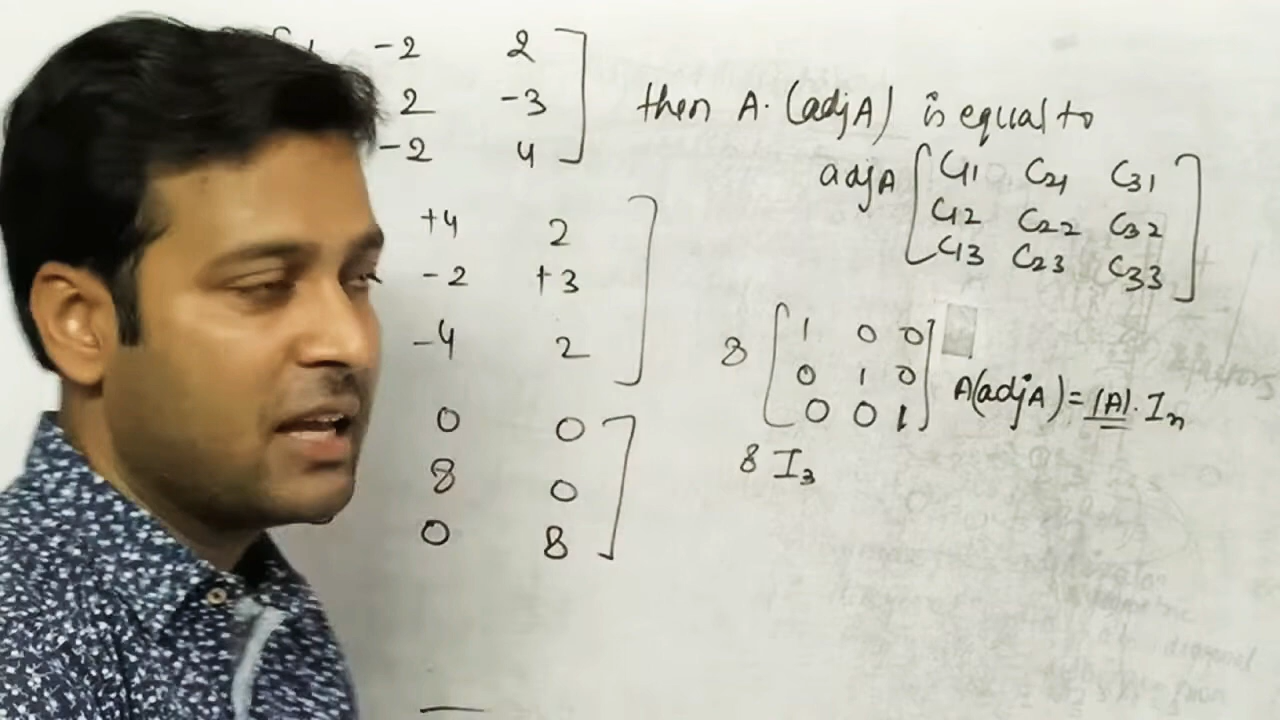 -2 2
2 -3
-2 4
then A. (adjA) is equal to
adjA [ C11 C21 C31
C12 C22 C32
C13 C23 C33 ]
+4 2
-2 +3
-4 2
8 [ 1 0 0
0 1 0
0 0 1 ]
A(adjA) = |A|. In
8 I3
0 0
8 0
0 8